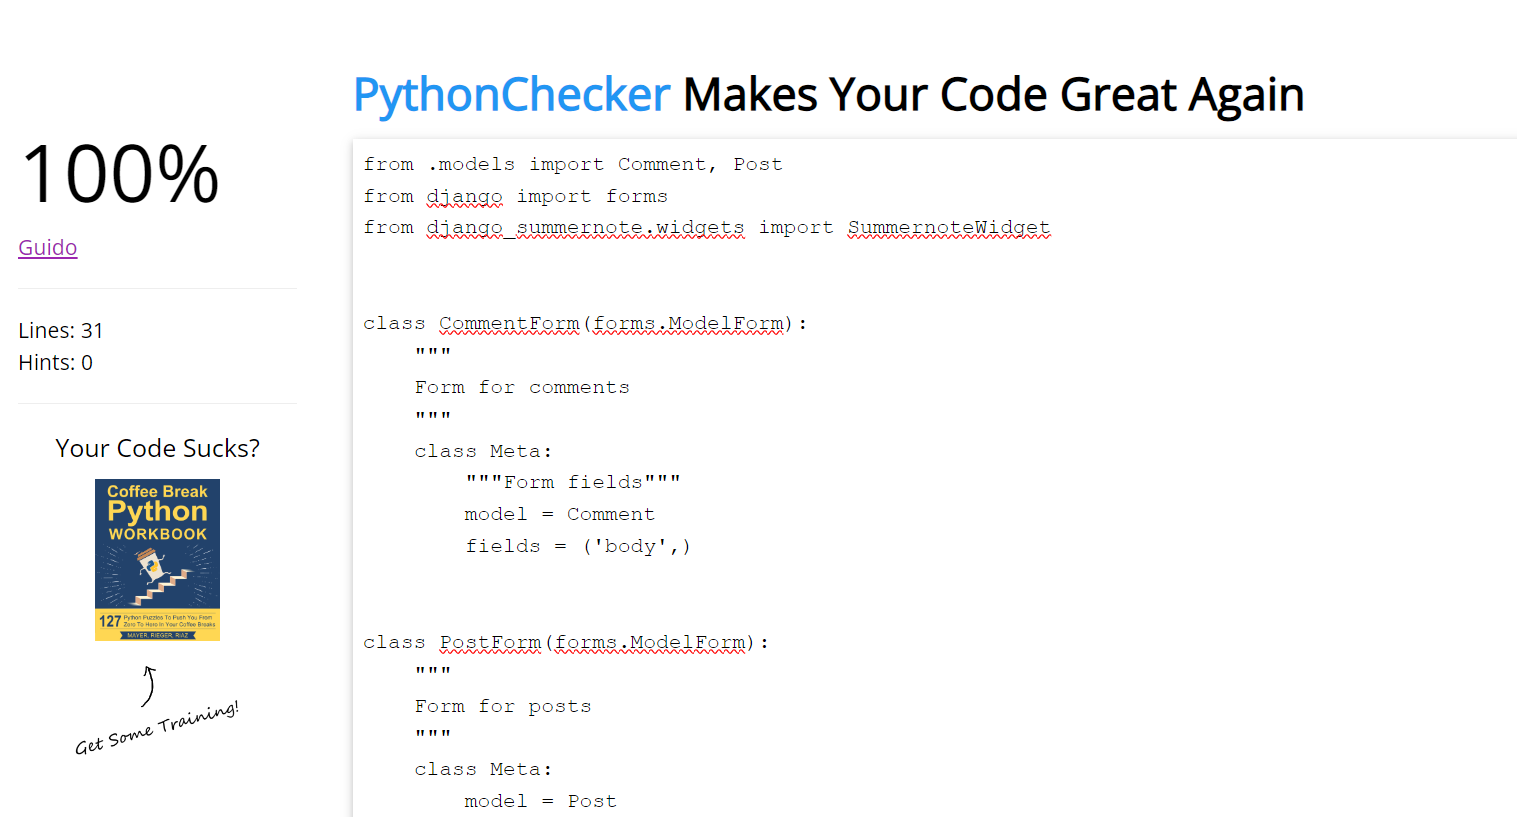 PythonChecker Makes Your Code Great Again
100%
Guido
Lines: 31
Hints: 0
Your Code Sucks?
Coffee Break
Python
WORKBOOK
127 Python Puzzles To Push You From
Zero To Hero In Your Coffee Breaks
MAYER, RIEGER, RIAZ
Get Some Training!
from .models import Comment, Post
from django import forms
from django_summernote.widgets import SummernoteWidget
class CommentForm(forms.ModelForm):
    """
    Form for comments
    """
    class Meta:
        """Form fields"""
        model = Comment
        fields = ('body',)
class PostForm(forms.ModelForm):
    """
    Form for posts
    """
    class Meta:
        model = Post